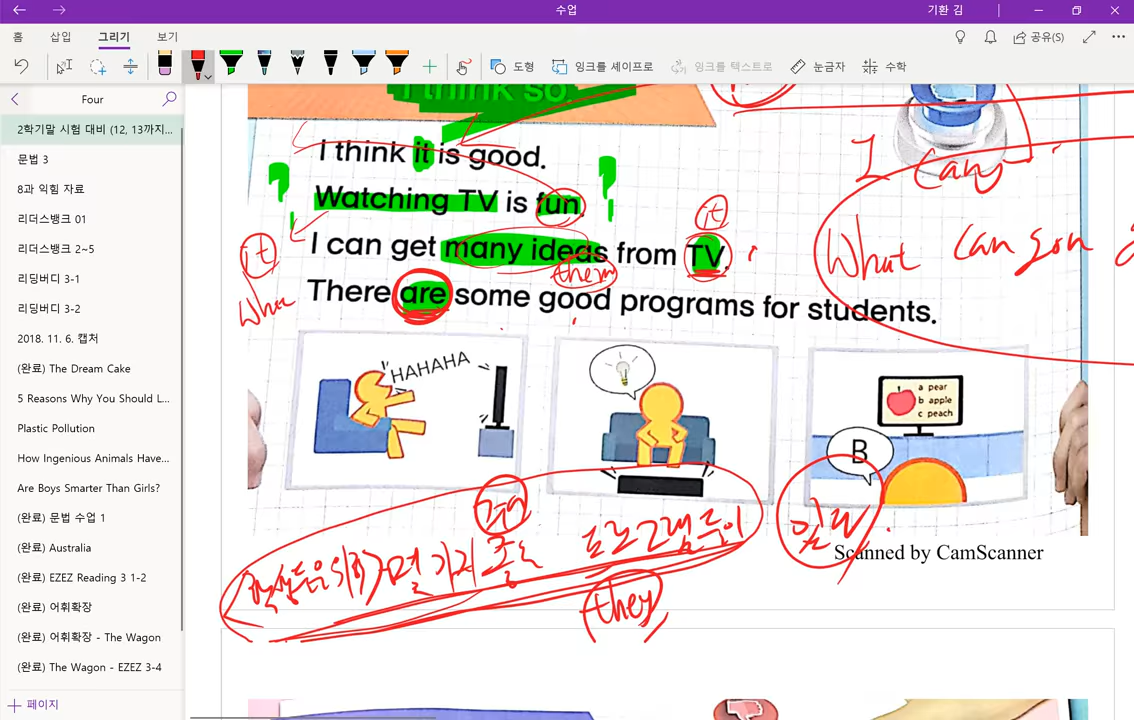 수업
기환 김
홈 삽입 그리기 보기
공유(S)
도형 잉크를 셰이프로 잉크를 텍스트로 눈금자 수학
Four
2학기말 시험 대비 (12, 13까지...
문법 3
8과 익힘 자료
리더스뱅크 01
리더스뱅크 2~5
리딩버디 3-1
리딩버디 3-2
2018. 11. 6. 캡처
(완료) The Dream Cake
5 Reasons Why You Should L...
Plastic Pollution
How Ingenious Animals Have...
Are Boys Smarter Than Girls?
(완료) 문법 수업 1
(완료) Australia
(완료) EZEZ Reading 3 1-2
(완료) 어휘확장
(완료) 어휘확장 - The Wagon
(완료) The Wagon - EZEZ 3-4
페이지
I think so
I think it is good.
I can
Watching TV is fun.
it
I can get many ideas from TV.
What can
it
them
There are some good programs for students.
HAHAHA
a pear
b apple
c peach
B
주어
프로그램들이
Scanned by CamScanner
they